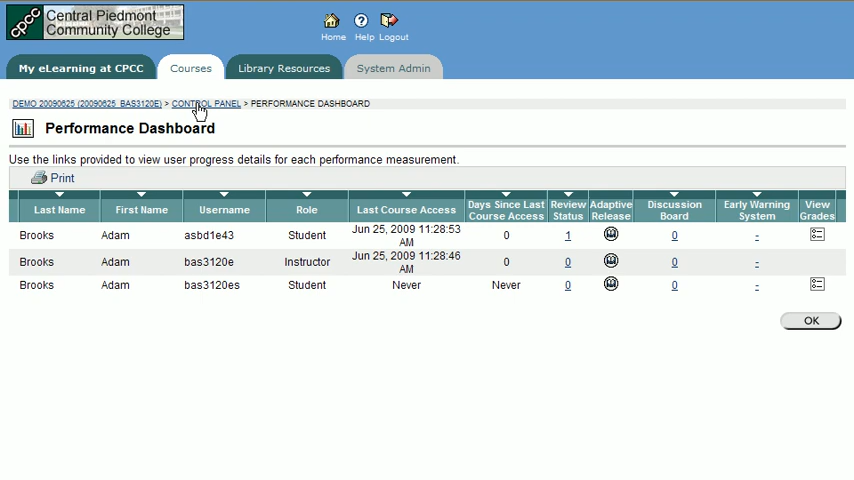 cpcc Central Piedmont
Community College
Home Help Logout
My eLearning at CPCC Courses Library Resources System Admin
DEMO 20090625 (20090625_BAS3120E) > CONTROL PANEL > PERFORMANCE DASHBOARD
Performance Dashboard
Use the links provided to view user progress details for each performance measurement.
Print
Last Name First Name Username Role Last Course Access Days Since Last Course Access Review Status Adaptive Release Discussion Board Early Warning System View Grades
Brooks Adam asbd1e43 Student Jun 25, 2009 11:28:53 AM 0 1 0 -
Brooks Adam bas3120e Instructor Jun 25, 2009 11:28:46 AM 0 0 0 -
Brooks Adam bas3120es Student Never Never 0 0 -
OK